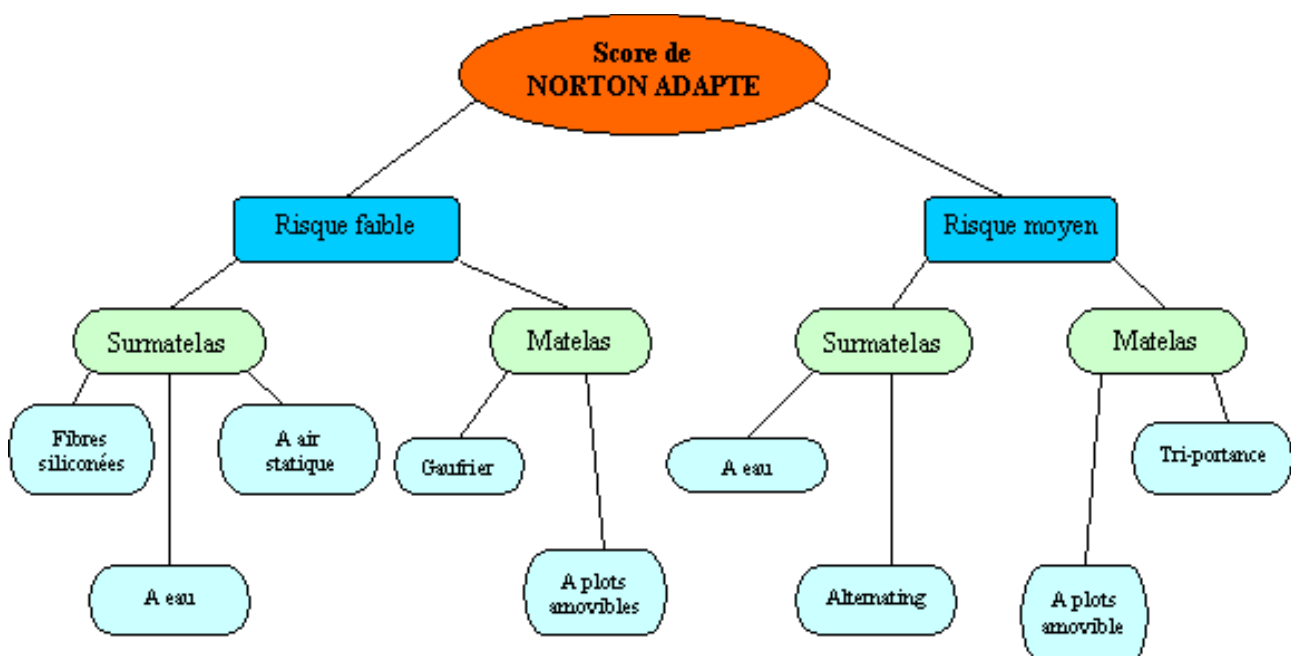 Score de
NORTON ADAPTE
Risque faible
Risque moyen
Surmatelas
Matelas
Surmatelas
Matelas
Fibres
siliconées
A air
statique
Gaufrier
A eau
Tri-portance
A eau
A plots
amovibles
Alternating
A plots
amovible